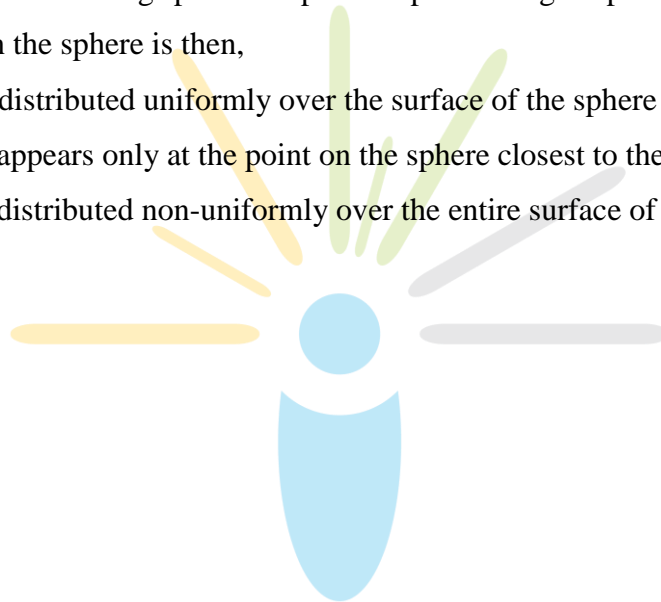 n the sphere is then,
distributed uniformly over the surface of the sphere
appears only at the point on the sphere closest to the
distributed non-uniformly over the entire surface of